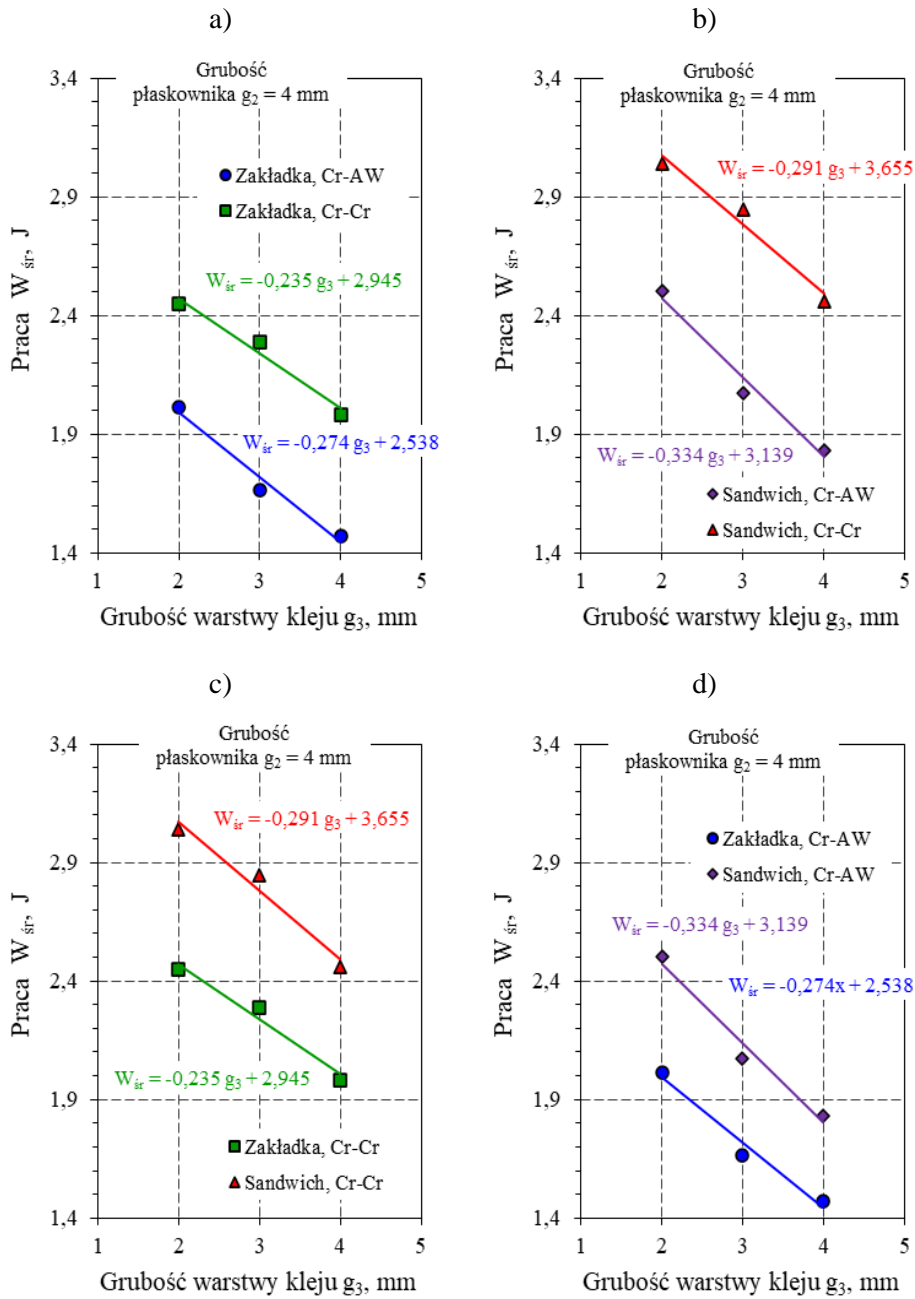 a)
Grubość
płaskownika g₂ = 4 mm
3,4
2,9
2,4
1,9
1,4
Praca W śr, J
Zakładka, Cr-AW
Zakładka, Cr-Cr
Wśr = -0,235 g₃ + 2,945
Wśr = -0,274 g₃ + 2,538
1 2 3 4 5
Grubość warstwy kleju g₃, mm
b)
Grubość
płaskownika g₂ = 4 mm
3,4
2,9
2,4
1,9
1,4
Praca W śr, J
Wśr = -0,291 g₃ + 3,655
Wśr = -0,334 g₃ + 3,139
Sandwich, Cr-AW
Sandwich, Cr-Cr
1 2 3 4 5
Grubość warstwy kleju g₃, mm
c)
Grubość
płaskownika g₂ = 4 mm
3,4
2,9
2,4
1,9
1,4
Praca W śr, J
Wśr = -0,291 g₃ + 3,655
Wśr = -0,235 g₃ + 2,945
Zakładka, Cr-Cr
Sandwich, Cr-Cr
1 2 3 4 5
Grubość warstwy kleju g₃, mm
d)
Grubość
płaskownika g₂ = 4 mm
3,4
2,9
2,4
1,9
1,4
Praca W śr, J
Zakładka, Cr-AW
Sandwich, Cr-AW
Wśr = -0,334 g₃ + 3,139
Wśr = -0,274x + 2,538
1 2 3 4 5
Grubość warstwy kleju g₃, mm